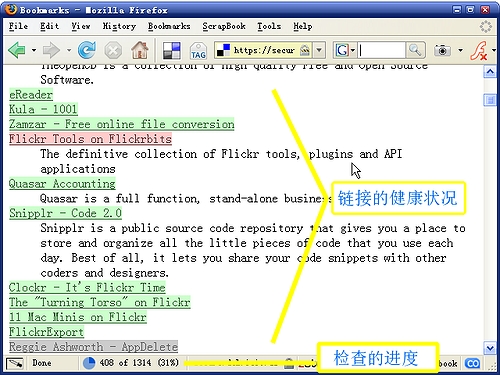 Bookmarks - Mozilla Firefox
File Edit View History Bookmarks ScrapBook Tools Help
TAG https://secur G
TheOpenCD is a collection of High Quality Free and Open Source
Software.
eReader
Kula - 1001
Zamzar - Free online file conversion
Flickr Tools on Flickrbits
The definitive collection of Flickr tools, plugins and API
applications
Quasar Accounting
Quasar is a full function, stand-alone business
链接的健康状况
Snipplr - Code 2.0
Snipplr is a public source code repository that gives you a place to
store and organize all the little pieces of code that you use each
day. Best of all, it lets you share your code snippets with other
coders and designers.
Clockr - It's Flickr Time
The "Turning Torso" on Flickr
11 Mac Minis on Flickr
FlickrExport
Reggie Ashworth - AppDelete
检查的进度
Done 408 of 1314 (31%) book